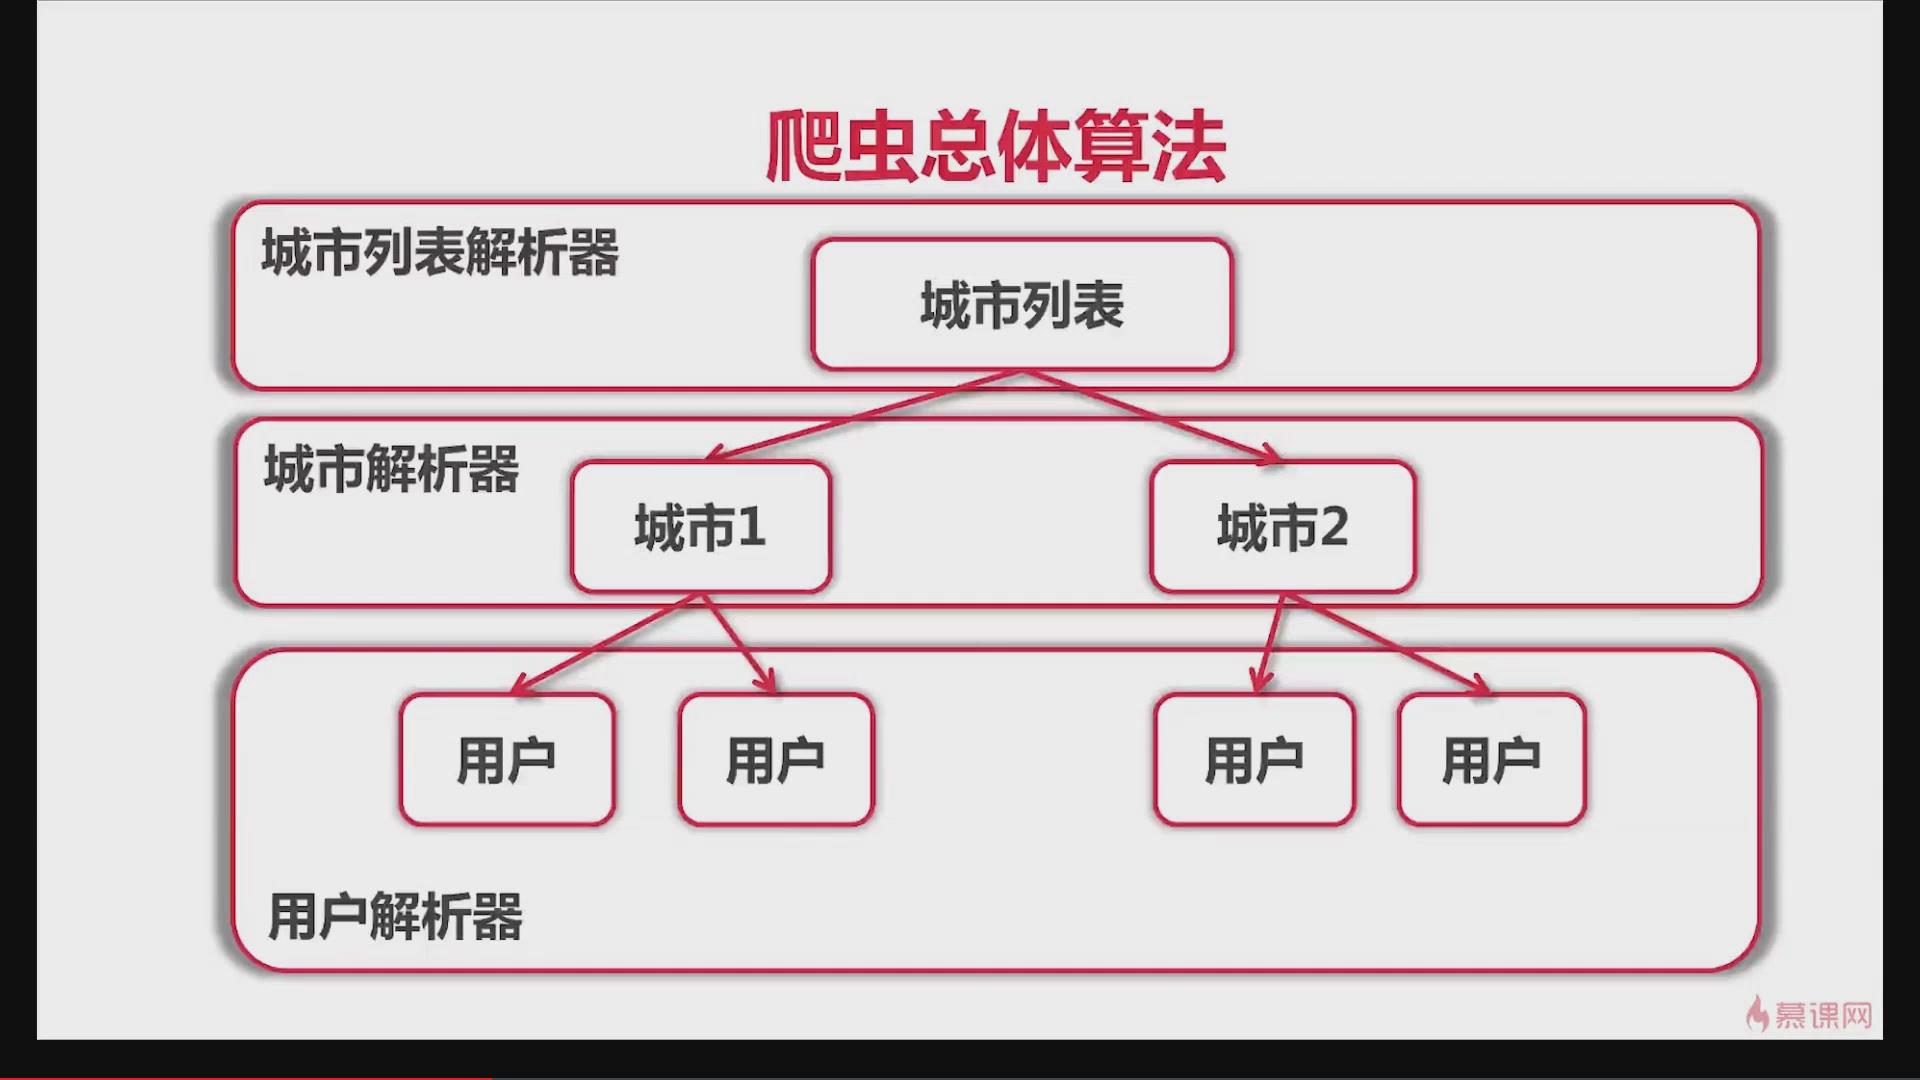 爬虫总体算法
城市列表解析器
城市列表
城市解析器
城市1
城市2
用户
用户
用户
用户
用户解析器
慕课网